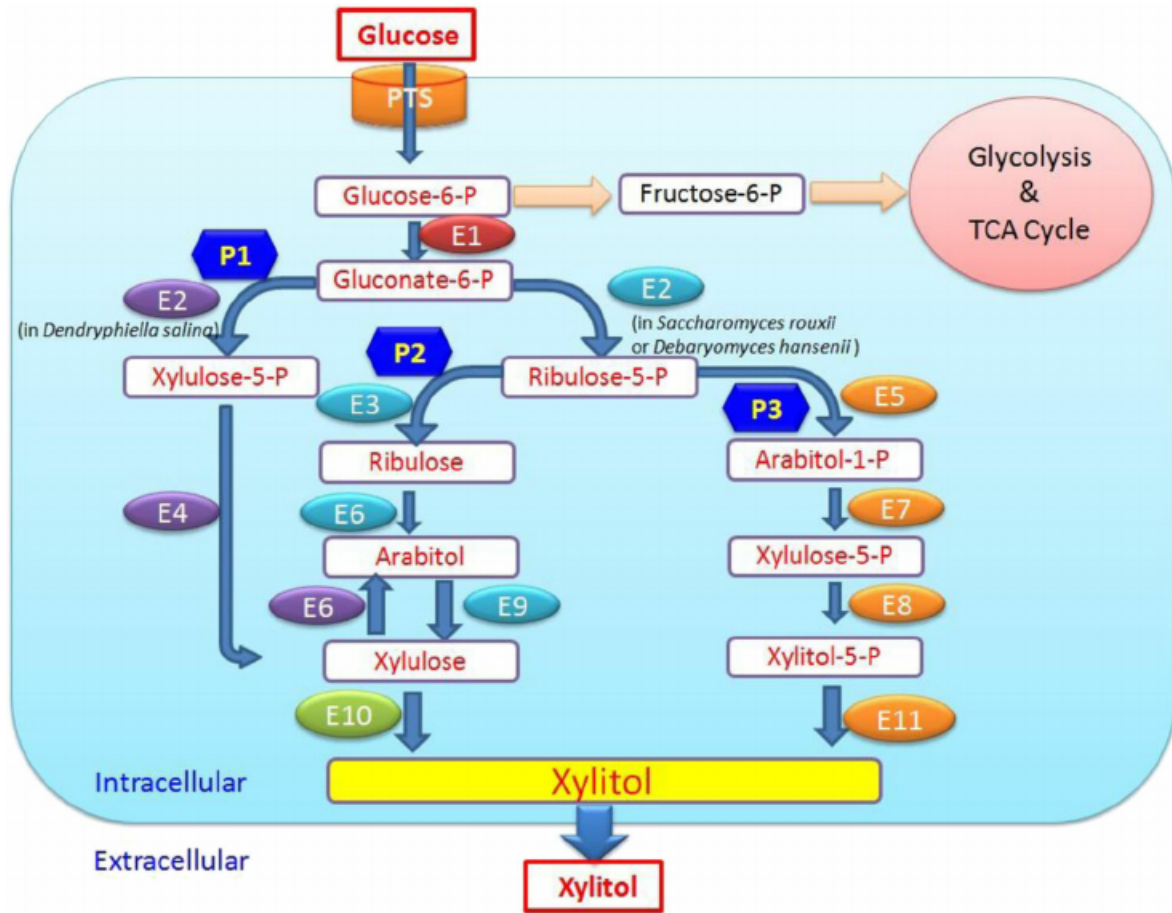 Glucose
PTS
Glucose-6-P
Fructose-6-P
Glycolysis
&
TCA Cycle
E1
P1
Gluconate-6-P
E2
(in Dendryphiella salina)
E2
(in Saccharomyces rouxii
or Debaryomyces hansenii )
P2
Xylulose-5-P
Ribulose-5-P
E3
P3
E5
Ribulose
Arabitol-1-P
E4
E6
E7
Arabitol
Xylulose-5-P
E6
E9
E8
Xylulose
Xylitol-5-P
E10
E11
Intracellular
Xylitol
Extracellular
Xylitol